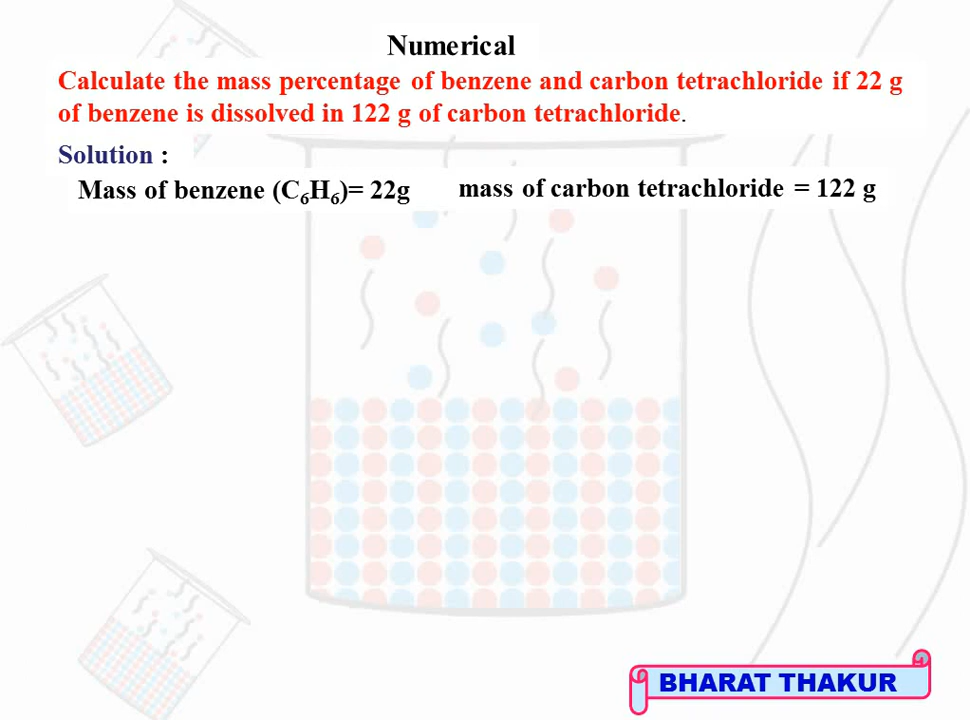 Numerical
Calculate the mass percentage of benzene and carbon tetrachloride if 22 g
of benzene is dissolved in 122 g of carbon tetrachloride.
Solution :
Mass of benzene (C₆H₆)= 22g mass of carbon tetrachloride = 122 g
BHARAT THAKUR